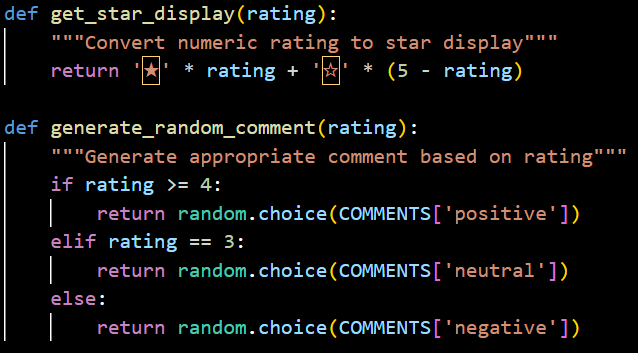 def get_star_display(rating):
    """Convert numeric rating to star display"""
    return '★' * rating + '☆' * (5 - rating)

def generate_random_comment(rating):
    """Generate appropriate comment based on rating"""
    if rating >= 4:
        return random.choice(COMMENTS['positive'])
    elif rating == 3:
        return random.choice(COMMENTS['neutral'])
    else:
        return random.choice(COMMENTS['negative'])